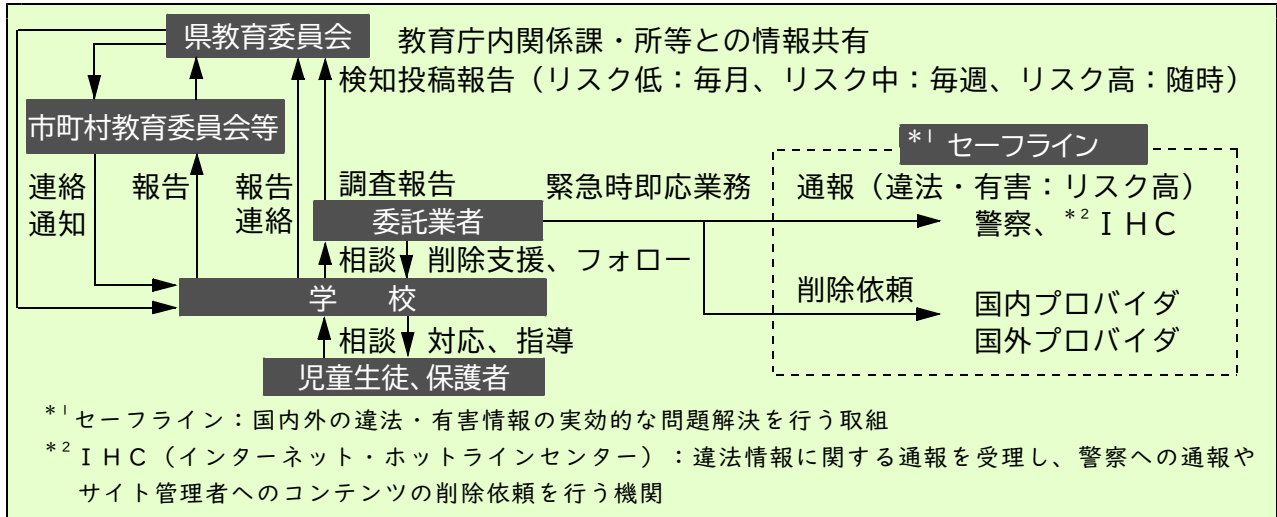 県教育委員会
教育庁内関係課・所等との情報共有
検知投稿報告（リスク低：毎月、リスク中：毎週、リスク高：随時）
市町村教育委員会等
*1 セーフライン
連絡
通知
報告
報告
連絡
調査報告
委託業者
緊急時即応業務
通報（違法・有害：リスク高）
警察、*2 ＩＨＣ
相談
削除支援、フォロー
削除依頼
国内プロバイダ
国外プロバイダ
学　校
相談
対応、指導
児童生徒、保護者
*1 セーフライン：国内外の違法・有害情報の実効的な問題解決を行う取組
*2 ＩＨＣ（インターネット・ホットラインセンター）：違法情報に関する通報を受理し、警察への通報や
サイト管理者へのコンテンツの削除依頼を行う機関